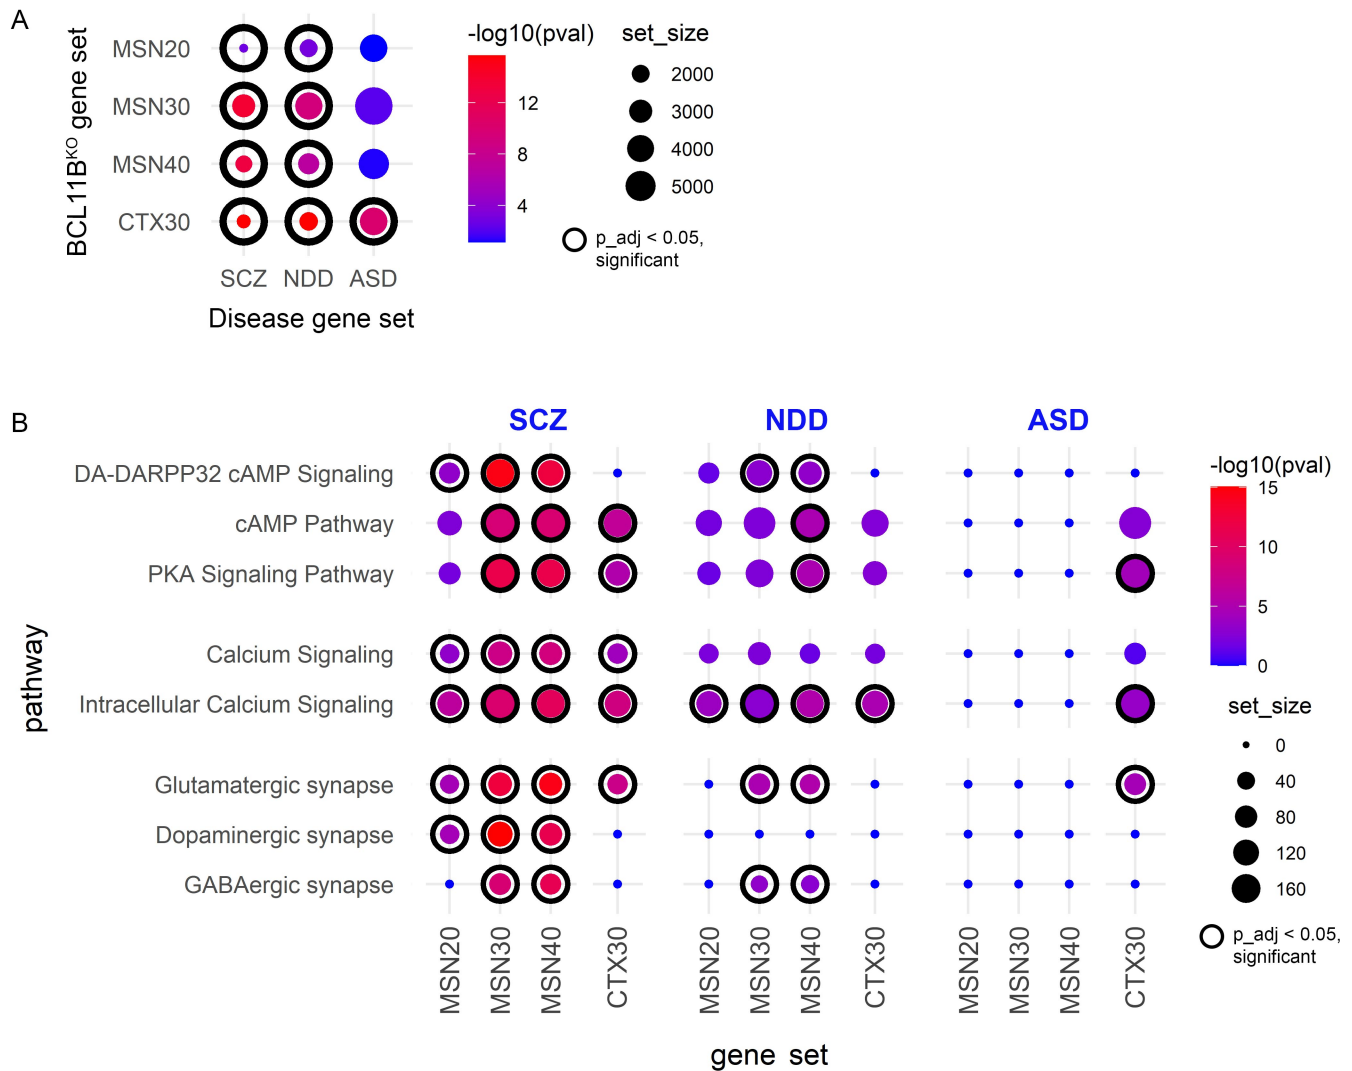 A
BCL11BKO gene set
MSN20
MSN30
MSN40
CTX30
SCZ NDD ASD
Disease gene set
-log10(pval)
12
8
4
set_size
2000
3000
4000
5000
p_adj < 0.05,
significant
B
SCZ NDD ASD
pathway
DA-DARPP32 cAMP Signaling
cAMP Pathway
PKA Signaling Pathway
Calcium Signaling
Intracellular Calcium Signaling
Glutamatergic synapse
Dopaminergic synapse
GABAergic synapse
MSN20 MSN30 MSN40 CTX30 MSN20 MSN30 MSN40 CTX30 MSN20 MSN30 MSN40 CTX30
gene set
-log10(pval)
15
10
5
0
set_size
0
40
80
120
160
p_adj < 0.05,
significant